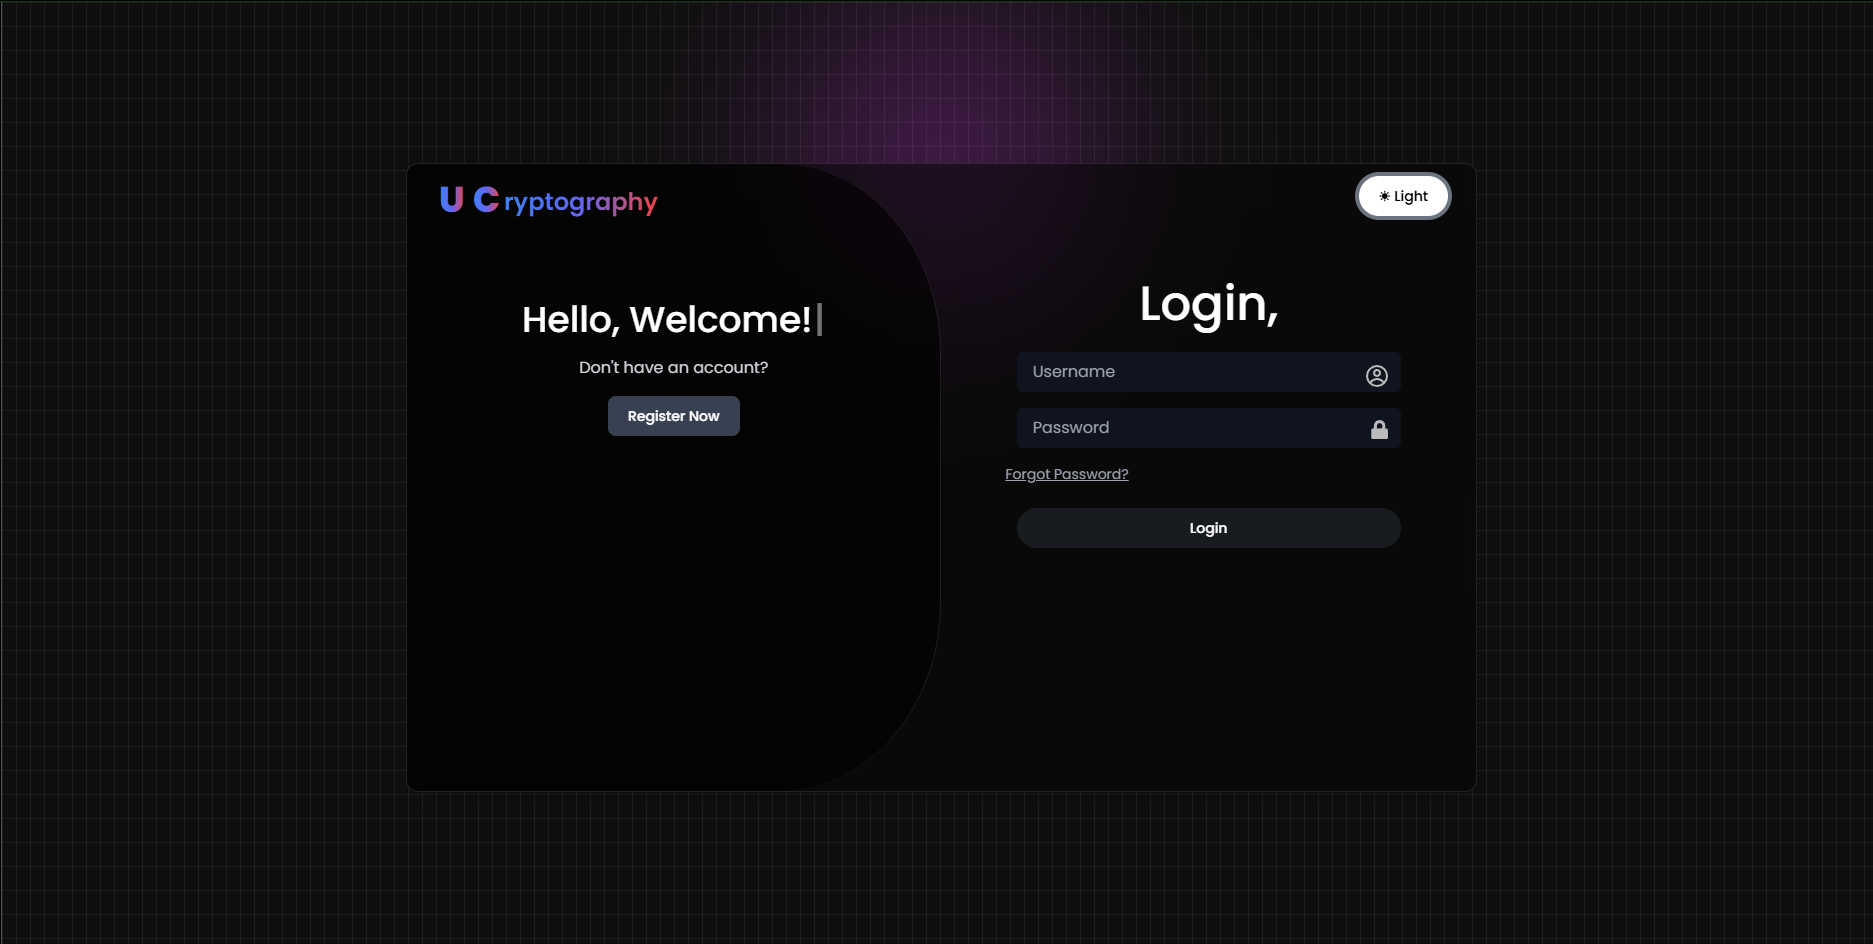 U Cryptography
Light
Hello, Welcome!
Don't have an account?
Register Now
Login,
Username
Password
Forgot Password?
Login